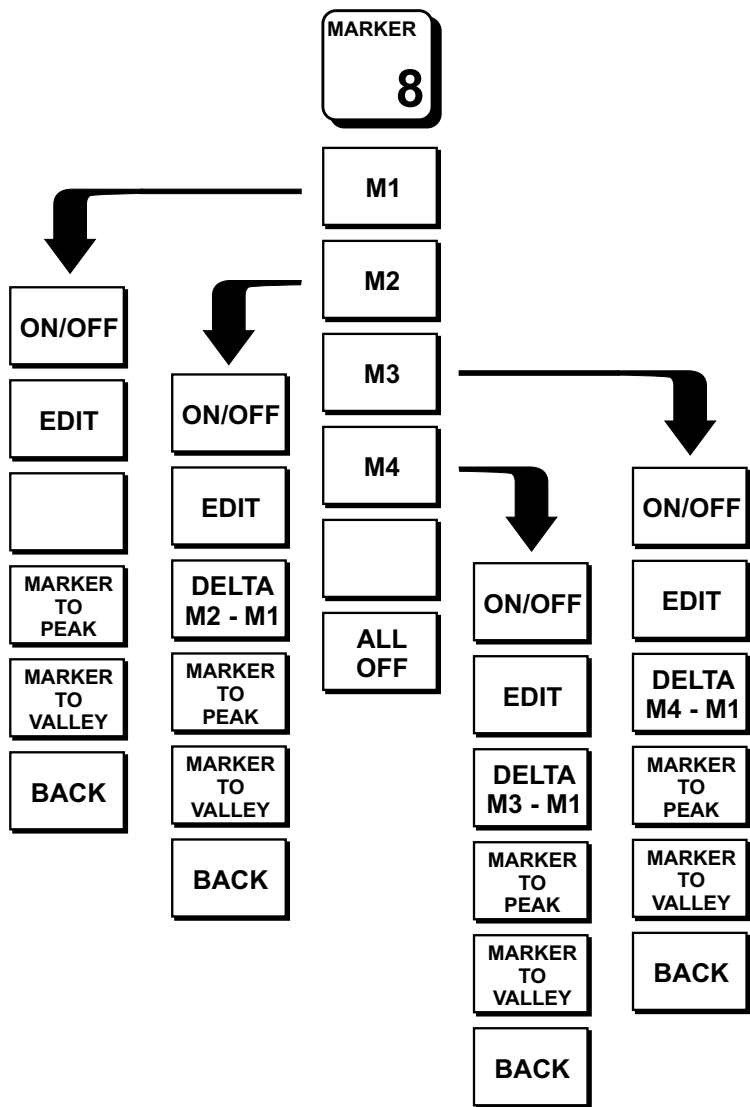 MARKER
8
M1
M2
M3
M4
ALL
OFF
ON/OFF
EDIT
MARKER
TO
PEAK
MARKER
TO
VALLEY
BACK
ON/OFF
EDIT
DELTA
M2 - M1
MARKER
TO
PEAK
MARKER
TO
VALLEY
BACK
ON/OFF
EDIT
DELTA
M3 - M1
MARKER
TO
PEAK
MARKER
TO
VALLEY
BACK
ON/OFF
EDIT
DELTA
M4 - M1
MARKER
TO
PEAK
MARKER
TO
VALLEY
BACK